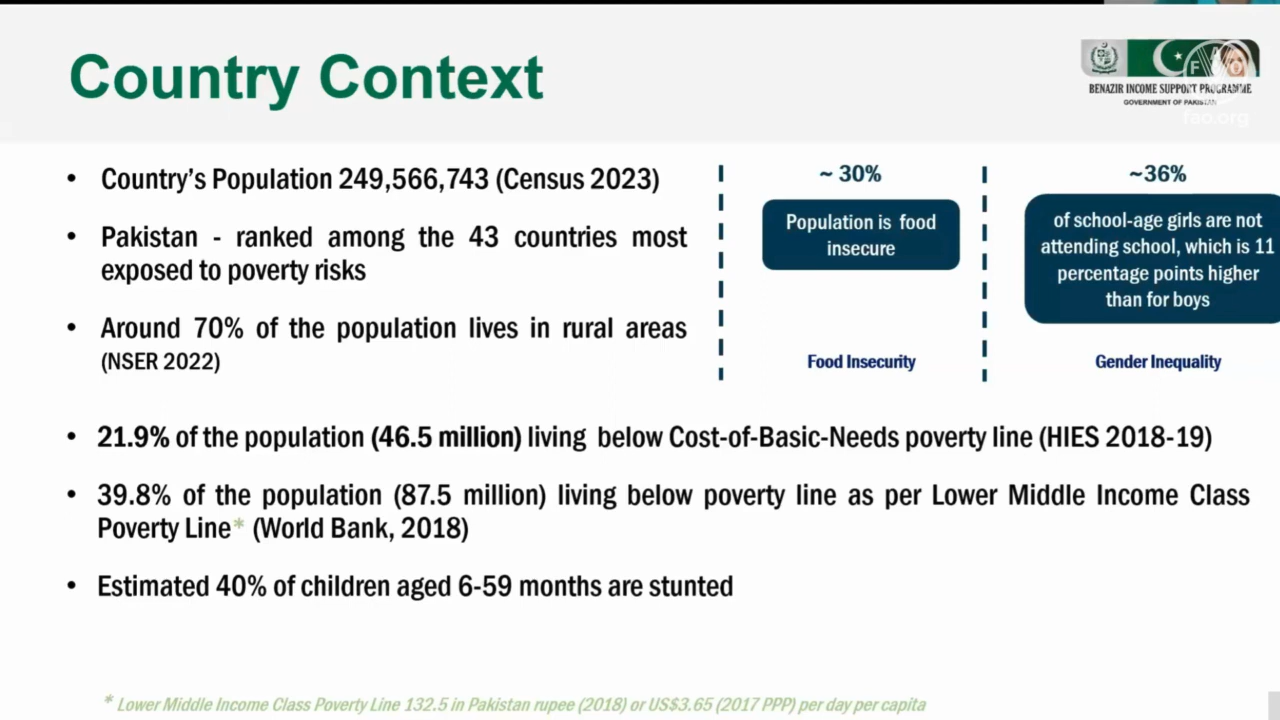 Country Context
BENAZIR INCOME SUPPORT PROGRAMME
GOVERNMENT OF PAKISTAN
fao.org
• Country's Population 249,566,743 (Census 2023)
• Pakistan - ranked among the 43 countries most
exposed to poverty risks
• Around 70% of the population lives in rural areas
(NSER 2022)
~ 30%
Population is food
insecure
Food Insecurity
~36%
of school-age girls are not
attending school, which is 11
percentage points higher
than for boys
Gender Inequality
• 21.9% of the population (46.5 million) living below Cost-of-Basic-Needs poverty line (HIES 2018-19)
• 39.8% of the population (87.5 million) living below poverty line as per Lower Middle Income Class
Poverty Line* (World Bank, 2018)
• Estimated 40% of children aged 6-59 months are stunted
* Lower Middle Income Class Poverty Line 132.5 in Pakistan rupee (2018) or US$3.65 (2017 PPP) per day per capita